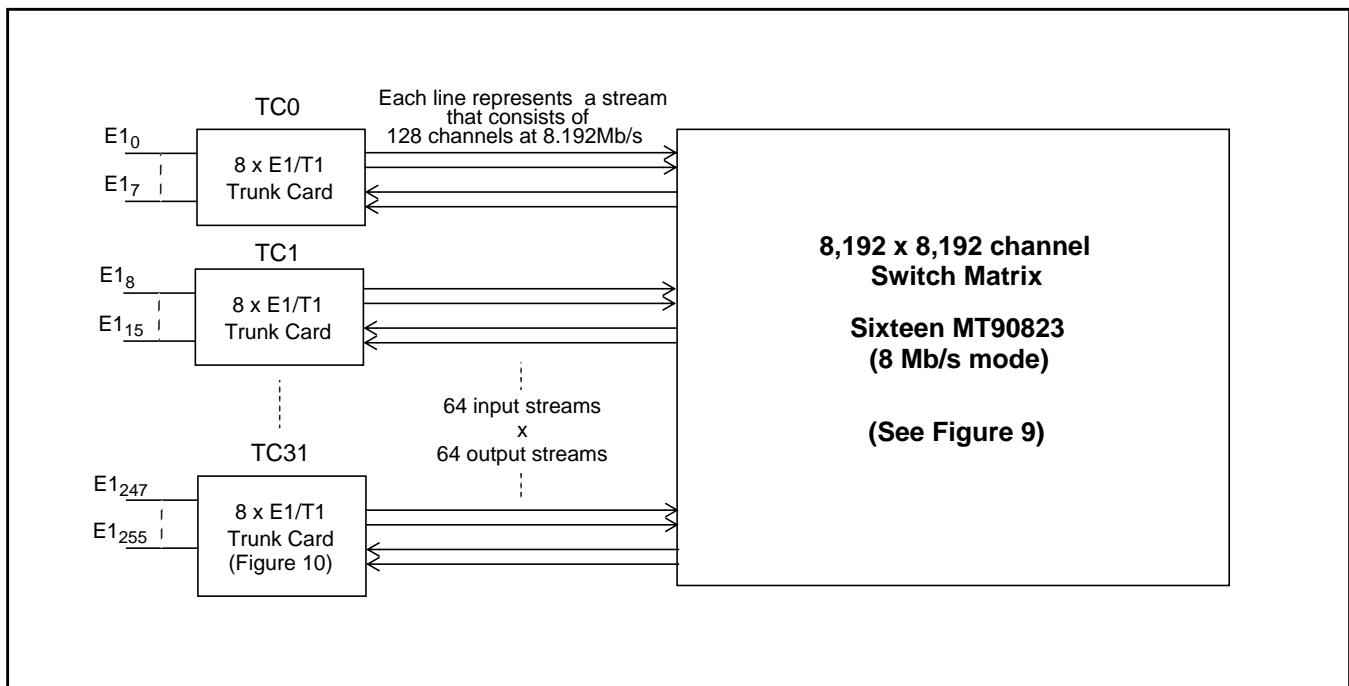 TC0
Each line represents a stream
that consists of
128 channels at 8.192Mb/s
E1₀
E1₇
8 x E1/T1
Trunk Card
TC1
E1₈
E1₁₅
8 x E1/T1
Trunk Card
64 input streams
x
64 output streams
TC31
E1₂₄₇
E1₂₅₅
8 x E1/T1
Trunk Card
(Figure 10)
8,192 x 8,192 channel
Switch Matrix
Sixteen MT90823
(8 Mb/s mode)
(See Figure 9)